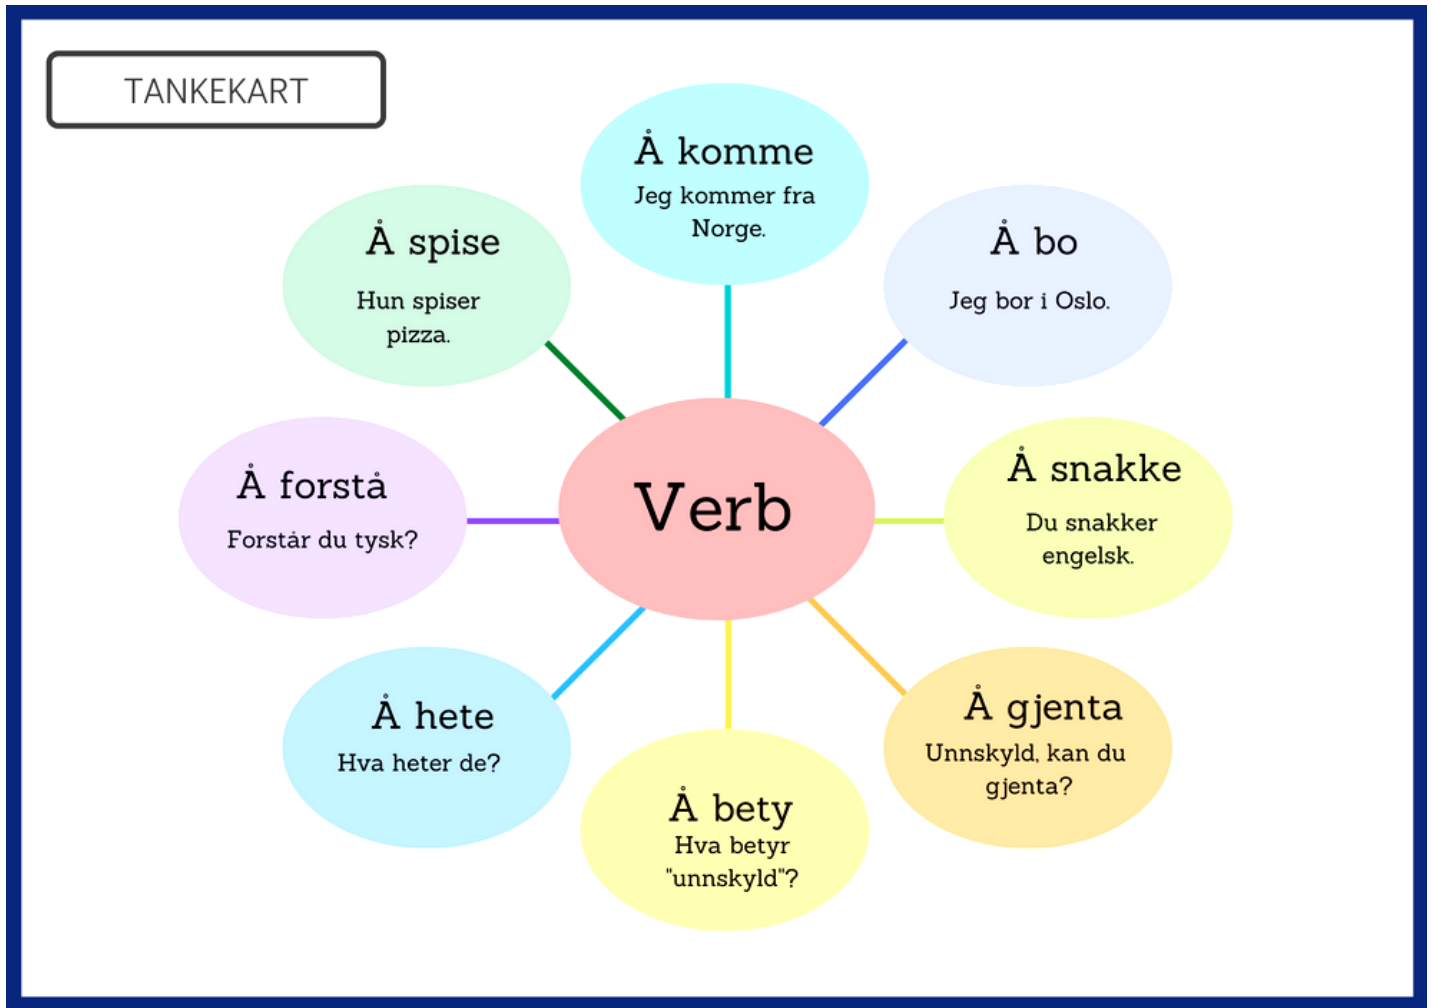 TANKEKART
Å komme
Jeg kommer fra
Norge.
Å spise
Hun spiser
pizza.
Å bo
Jeg bor i Oslo.
Å forstå
Forstår du tysk?
Verb
Å snakke
Du snakker
engelsk.
Å hete
Hva heter de?
Å gjenta
Unnskyld, kan du
gjenta?
Å bety
Hva betyr
"unnskyld"?